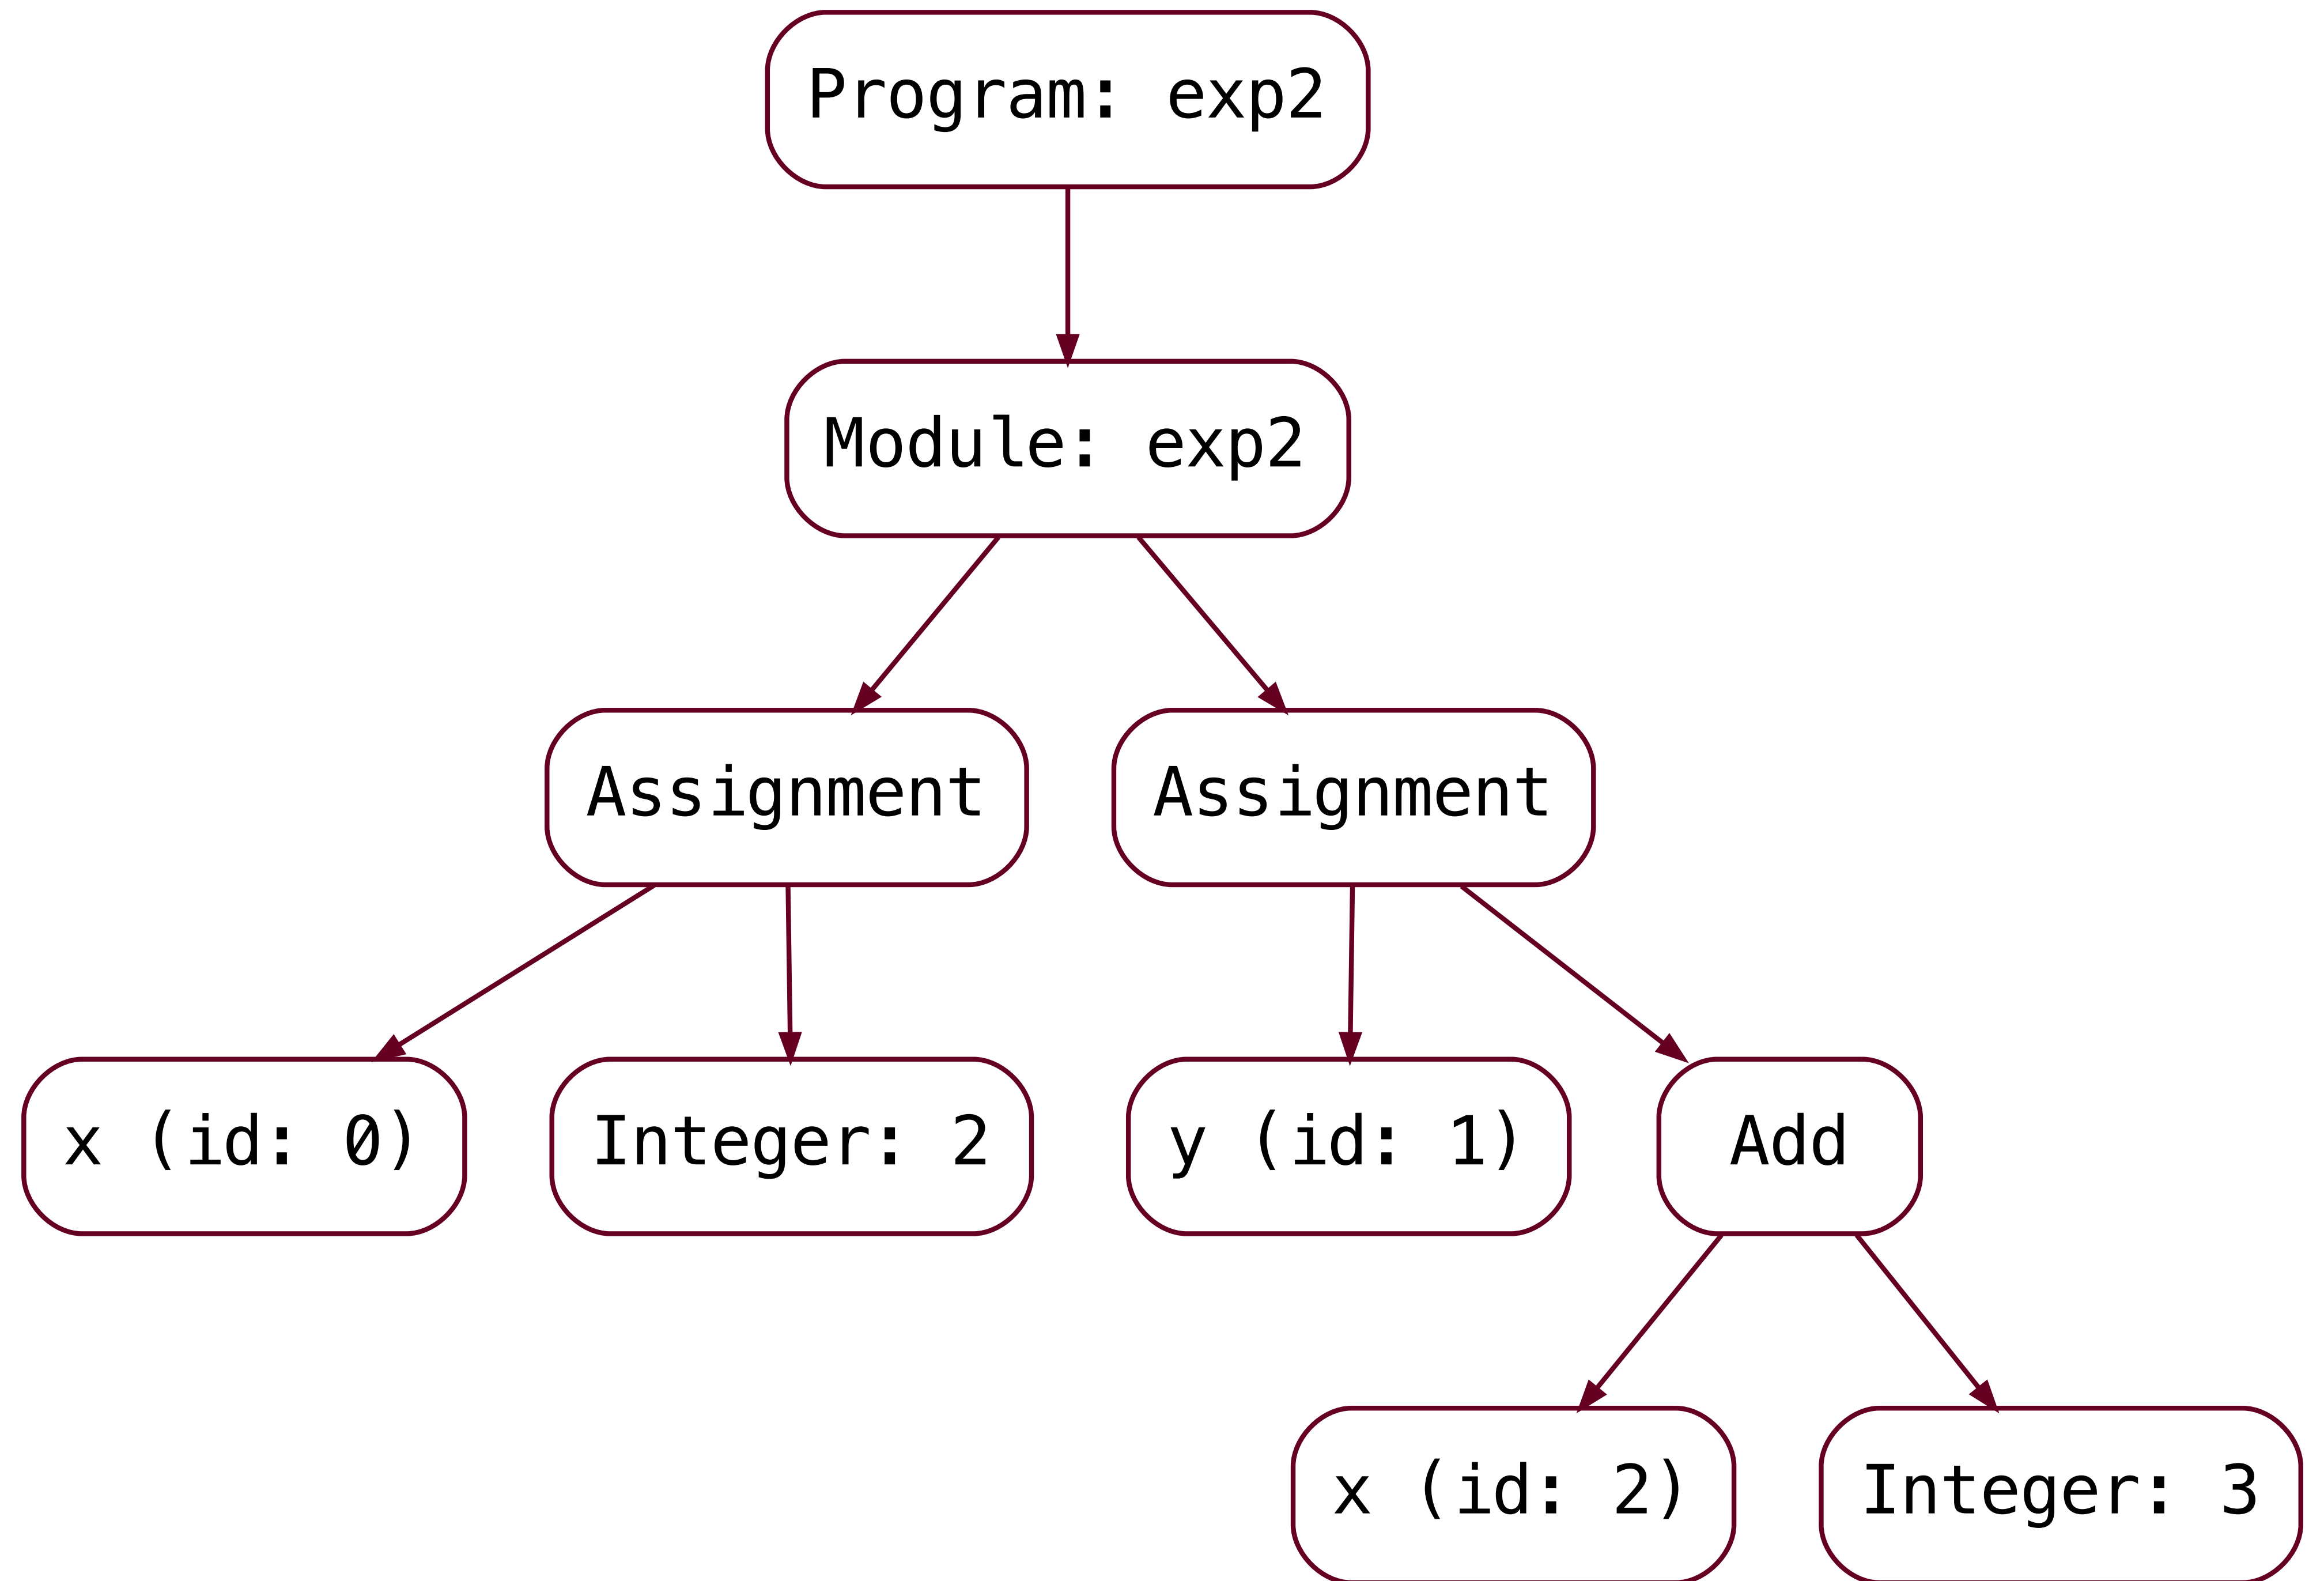 Program: exp2
Module: exp2
Assignment
Assignment
x (id: 0)
Integer: 2
y (id: 1)
Add
x (id: 2)
Integer: 3